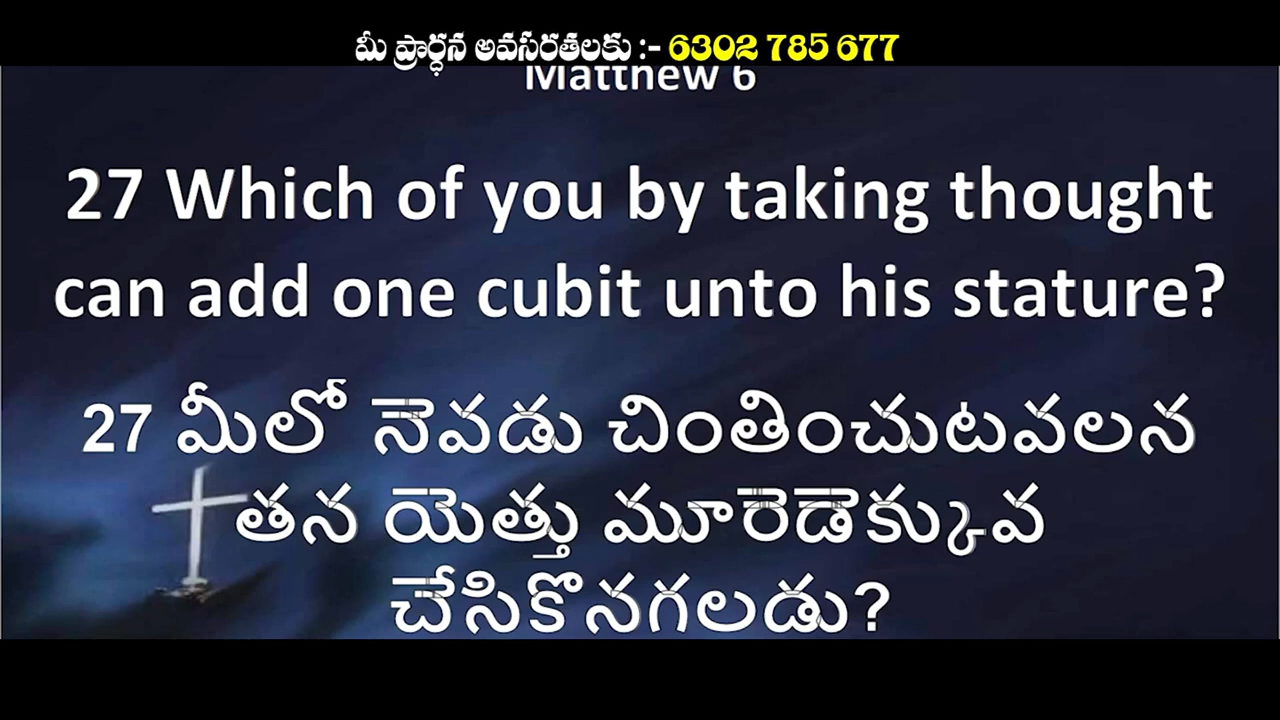 మీ ప్రార్ధన అవసరతలకు :- 6302 785 677
Matthew 6
27 Which of you by taking thought
can add one cubit unto his stature?
27 మీలో నెవడు చింతించుటవలన
తన యెత్తు మూరెడెక్కువ
చేసికొనగలడు?